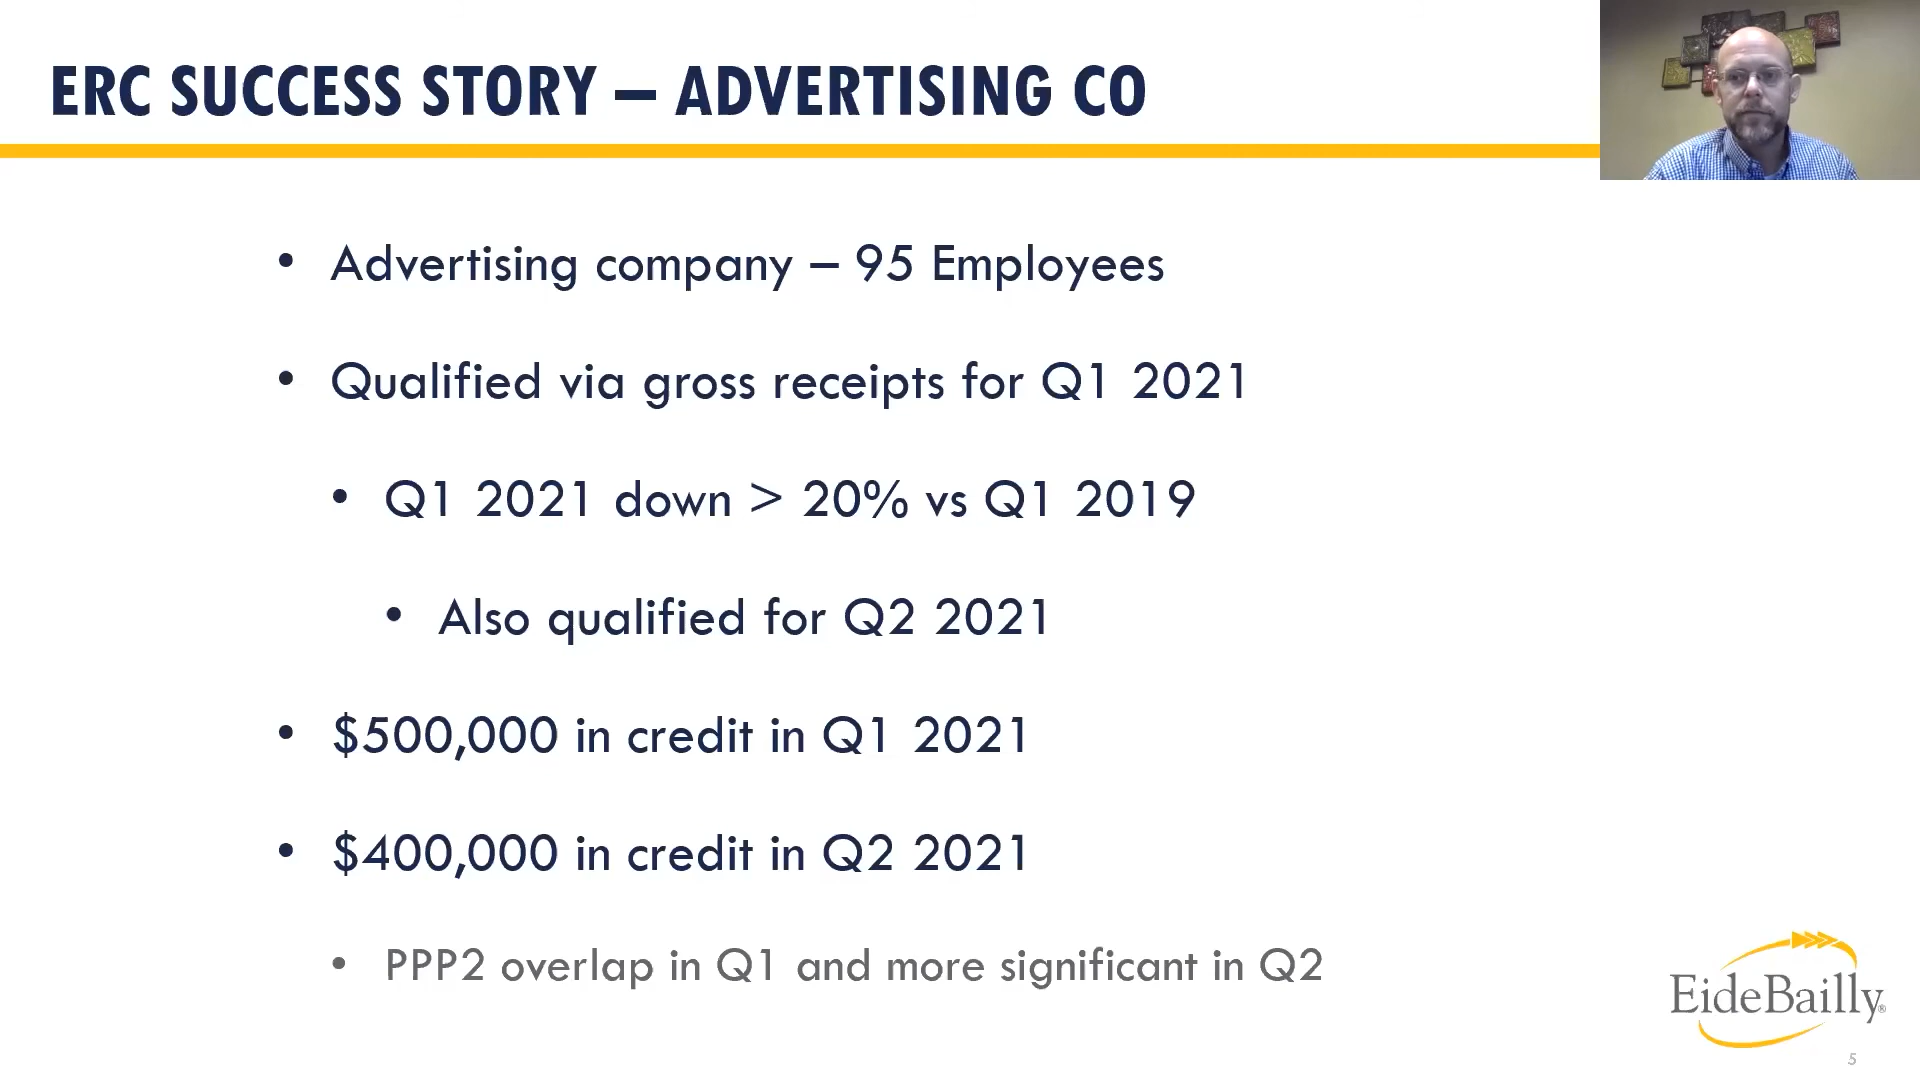 ERC SUCCESS STORY – ADVERTISING CO
• Advertising company – 95 Employees
• Qualified via gross receipts for Q1 2021
• Q1 2021 down > 20% vs Q1 2019
• Also qualified for Q2 2021
• $500,000 in credit in Q1 2021
• $400,000 in credit in Q2 2021
• PPP2 overlap in Q1 and more significant in Q2
EideBailly®
5